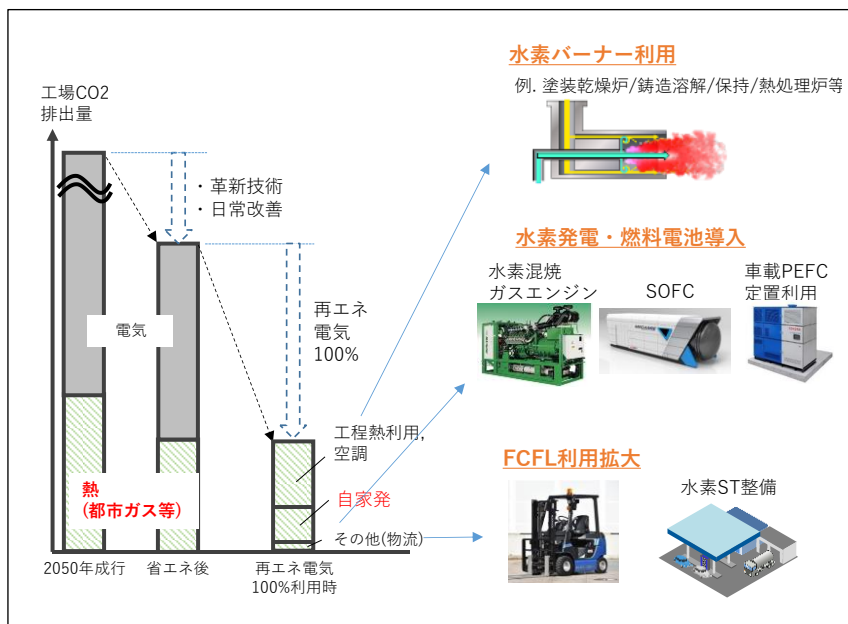 工場CO2
排出量
・革新技術
・日常改善
電気
再エネ
電気
100%
熱
(都市ガス等)
工程熱利用,
空調
自家発
その他(物流)
2050年成行
省エネ後
再エネ電気
100%利用時
水素バーナー利用
例. 塗装乾燥炉/鋳造溶解/保持/熱処理炉等
水素発電・燃料電池導入
水素混焼
ガスエンジン
SOFC
車載PEFC
定置利用
FCFL利用拡大
水素ST整備